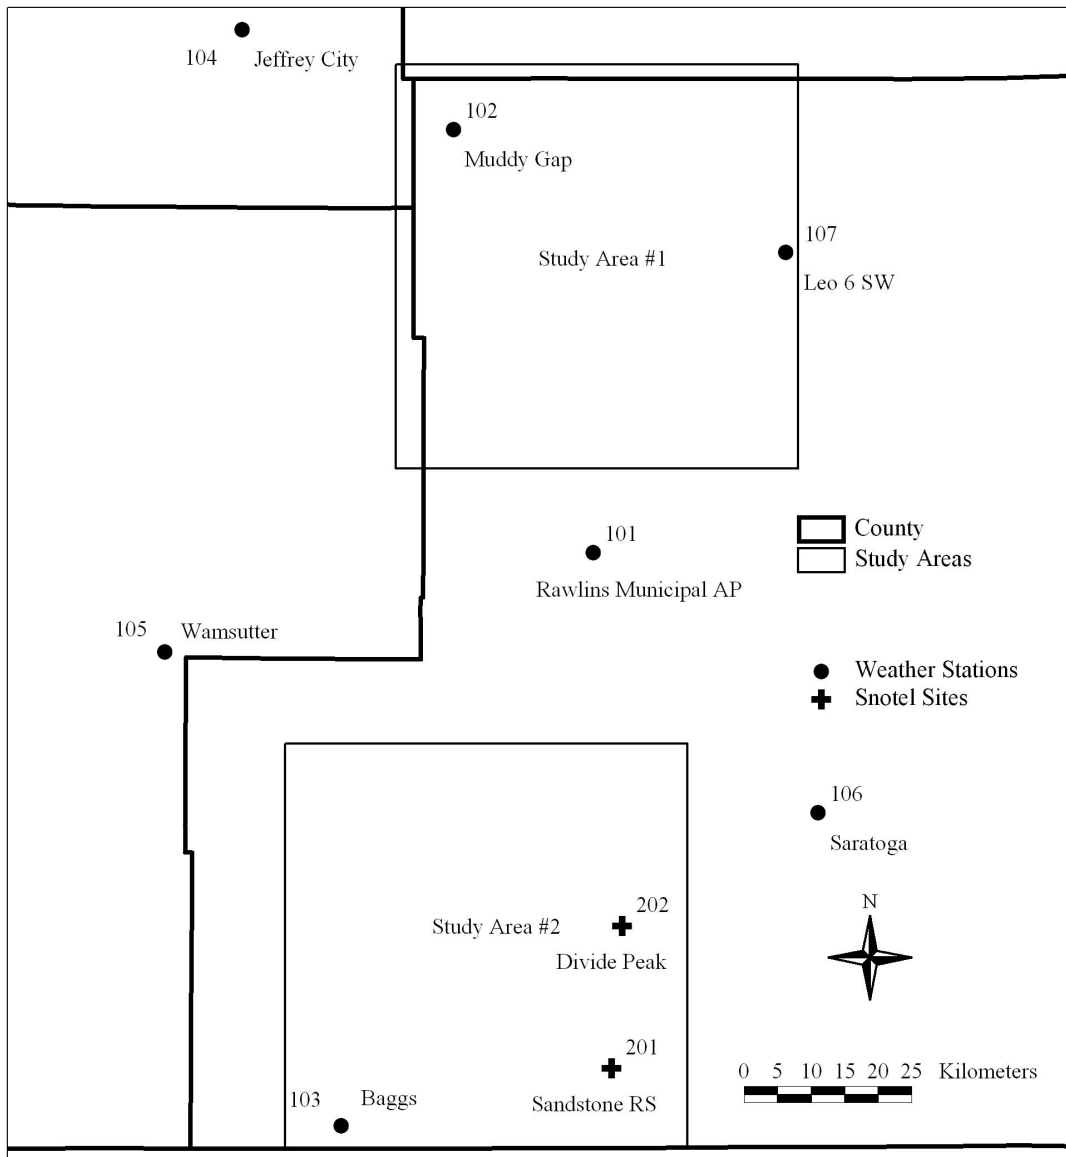 104
Jeffrey City
102
Muddy Gap
107
Study Area #1
Leo 6 SW
101
Rawlins Municipal AP
County
Study Areas
105
Wamsutter
Weather Stations
Snotel Sites
106
Saratoga
N
202
Study Area #2
Divide Peak
201
Sandstone RS
103
Baggs
0 5 10 15 20 25 Kilometers